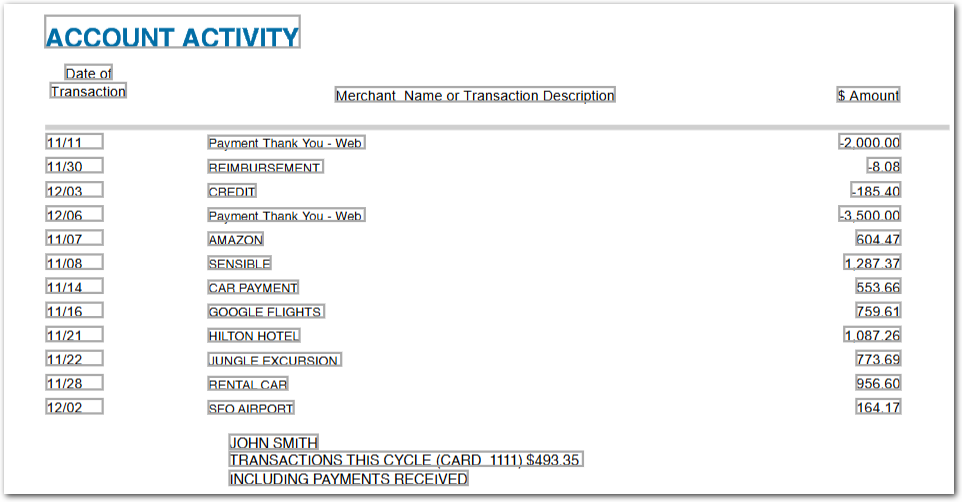 ACCOUNT ACTIVITY
Date of
Transaction
Merchant Name or Transaction Description
$ Amount
11/11 Payment Thank You - Web -2,000.00
11/30 REIMBURSEMENT -8.08
12/03 CREDIT -185.40
12/06 Payment Thank You - Web -3,500.00
11/07 AMAZON 604.47
11/08 SENSIBLE 1,287.37
11/14 CAR PAYMENT 553.66
11/16 GOOGLE FLIGHTS 759.61
11/21 HILTON HOTEL 1,087.26
11/22 JUNGLE EXCURSION 773.69
11/28 RENTAL CAR 956.60
12/02 SFO AIRPORT 164.17
JOHN SMITH
TRANSACTIONS THIS CYCLE (CARD 1111) $493.35
INCLUDING PAYMENTS RECEIVED